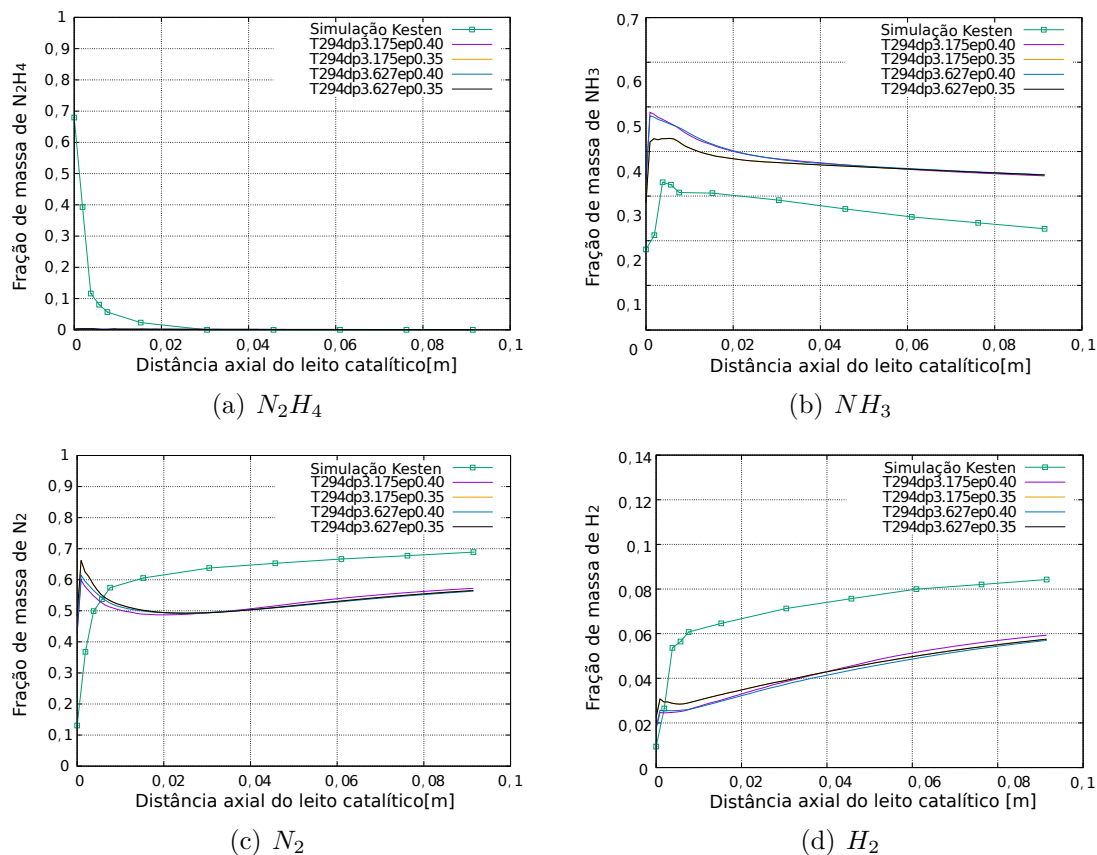 Fração de massa de N2H4
1
0,9
0,8
0,7
0,6
0,5
0,4
0,3
0,2
0,1
0
Simulação Kesten
T294dp3.175ep0.40
T294dp3.175ep0.35
T294dp3.627ep0.40
T294dp3.627ep0.35
0 0,02 0,04 0,06 0,08 0,1
Distância axial do leito catalítico[m]
(a) N2H4
Fração de massa de NH3
0,7
0,6
0,5
0,4
0,3
0,2
0,1
0
Simulação Kesten
T294dp3.175ep0.40
T294dp3.175ep0.35
T294dp3.627ep0.40
T294dp3.627ep0.35
0 0,02 0,04 0,06 0,08 0,1
Distância axial do leito catalítico[m]
(b) NH3
Fração de massa de N2
1
0,9
0,8
0,7
0,6
0,5
0,4
0,3
0,2
0,1
0
Simulação Kesten
T294dp3.175ep0.40
T294dp3.175ep0.35
T294dp3.627ep0.40
T294dp3.627ep0.35
0 0,02 0,04 0,06 0,08 0,1
Distância axial do leito catalítico[m]
(c) N2
Fração de massa de H2
0,14
0,12
0,1
0,08
0,06
0,04
0,02
0
Simulação Kesten
T294dp3.175ep0.40
T294dp3.175ep0.35
T294dp3.627ep0.40
T294dp3.627ep0.35
0 0,02 0,04 0,06 0,08 0,1
Distância axial do leito catalítico [m]
(d) H2